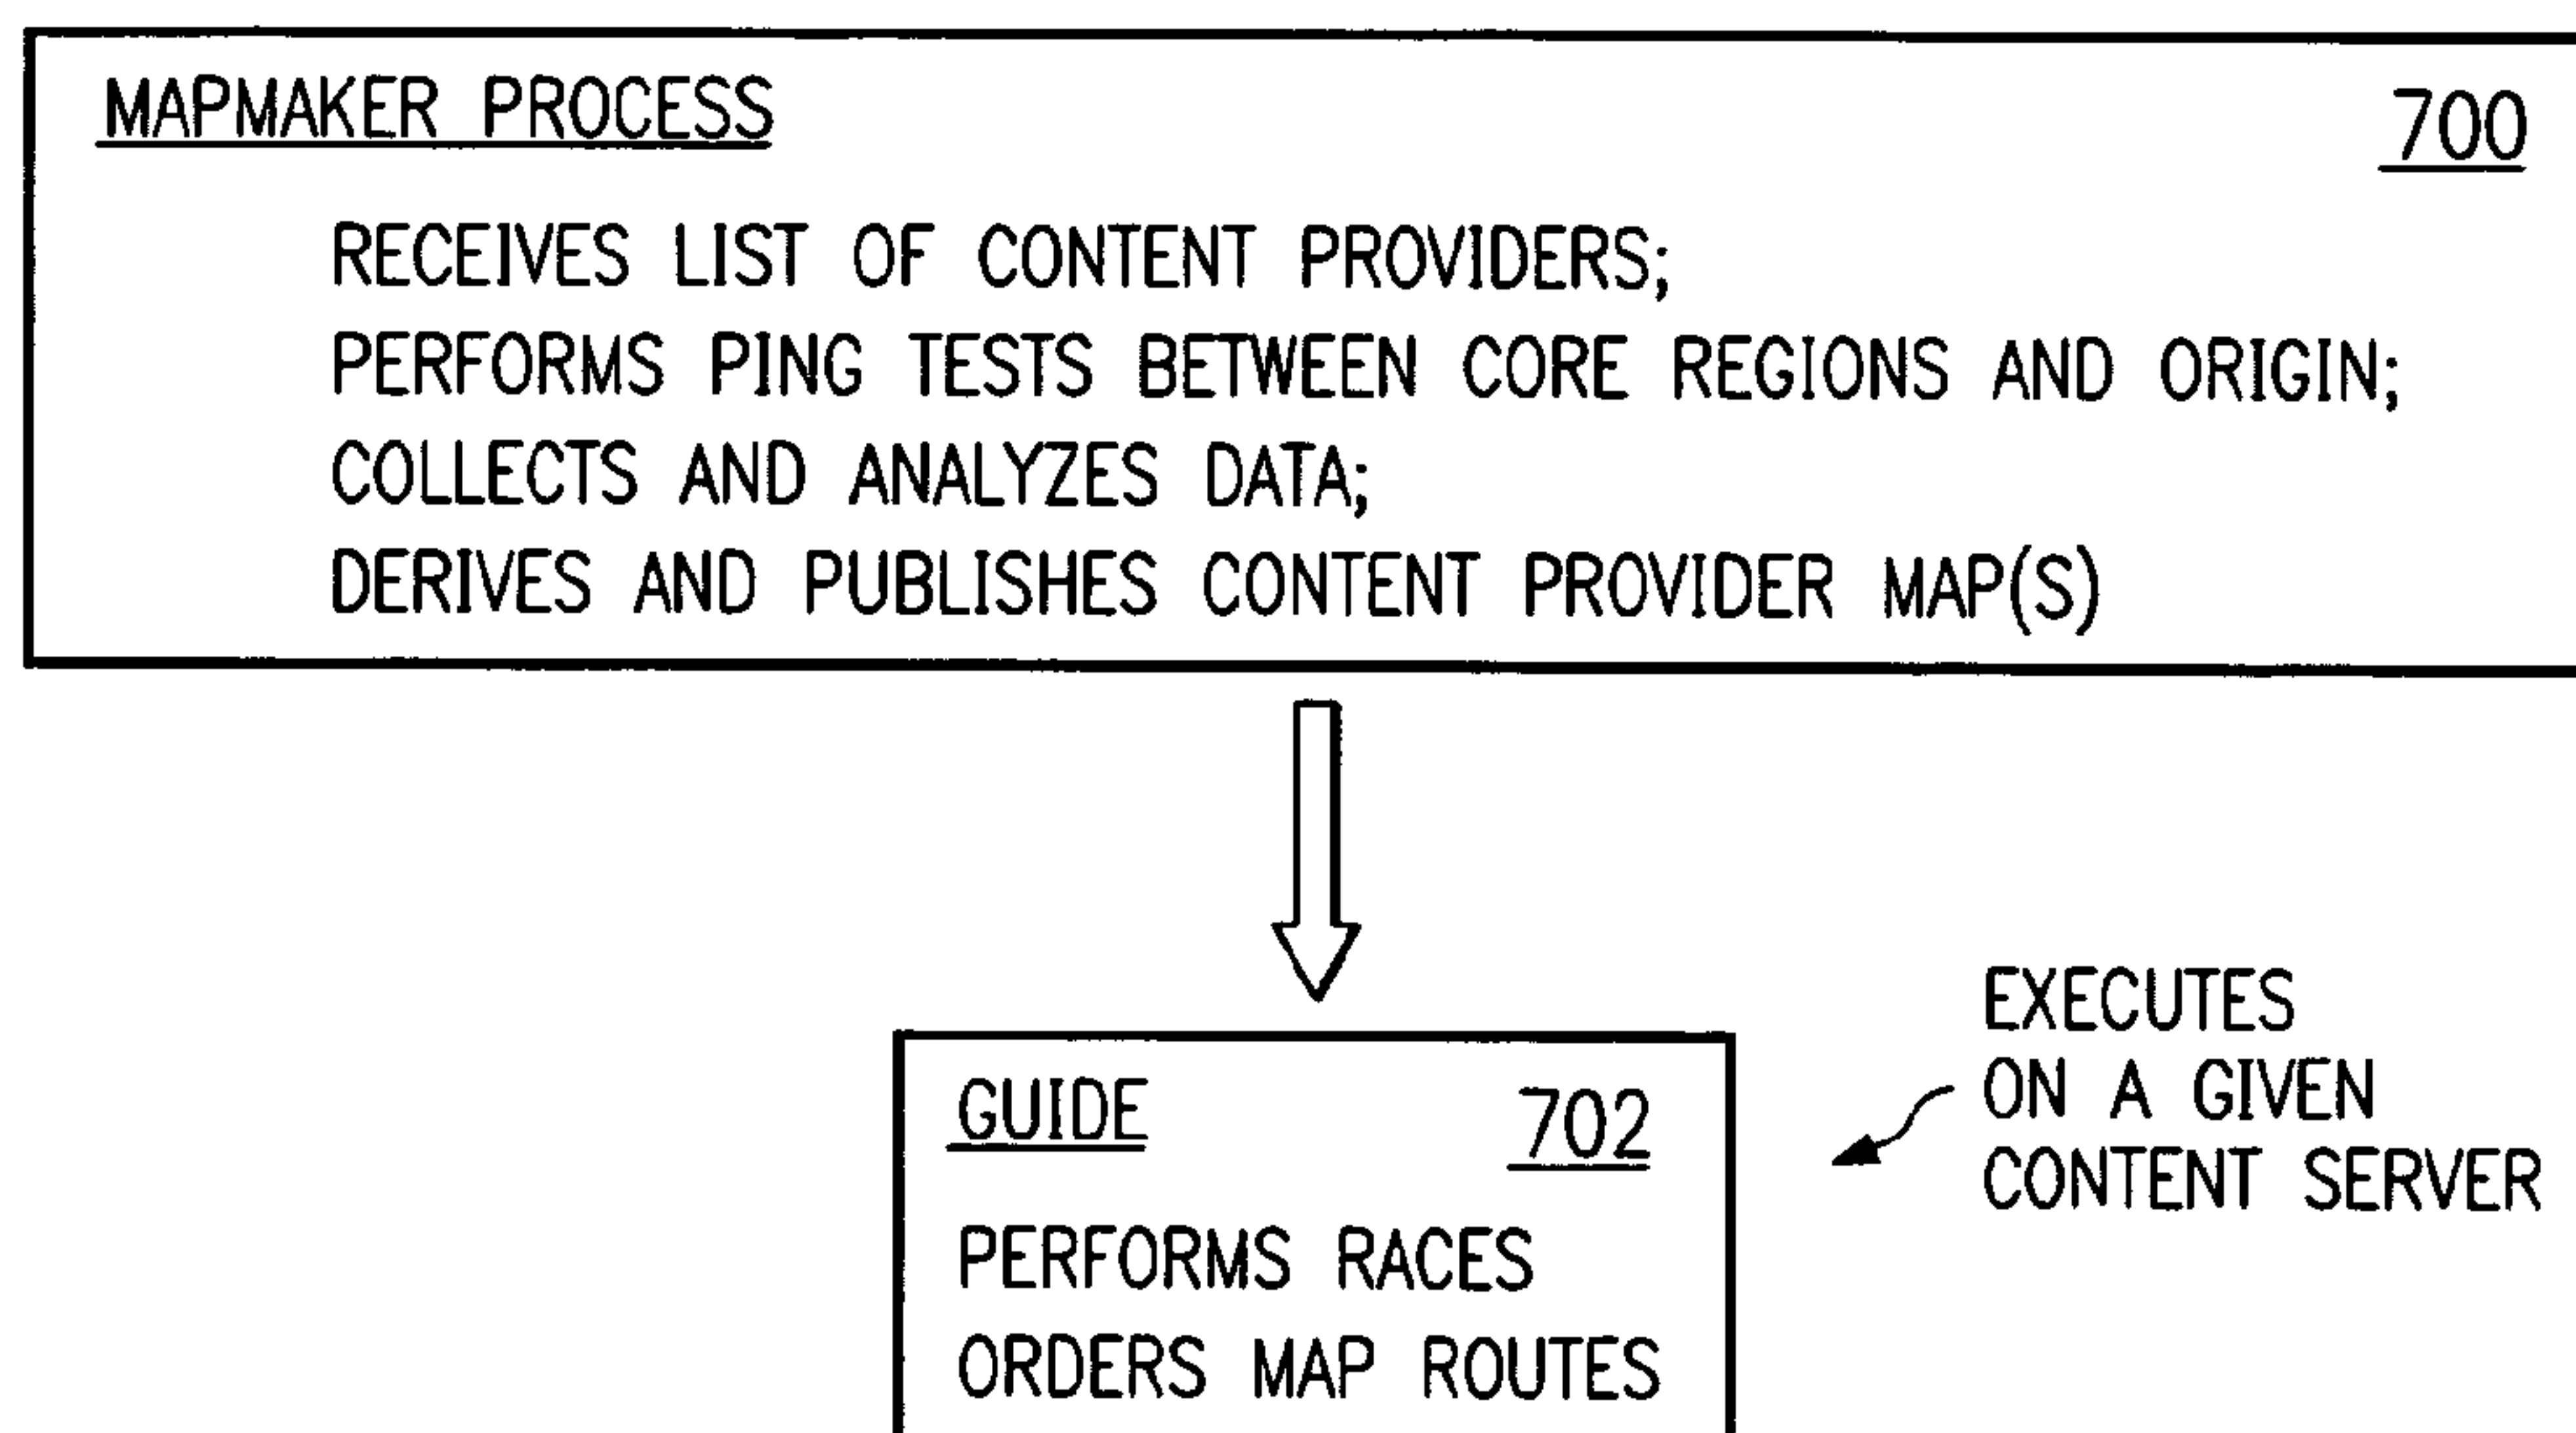 MAPMAKER PROCESS 700
RECEIVES LIST OF CONTENT PROVIDERS;
PERFORMS PING TESTS BETWEEN CORE REGIONS AND ORIGIN;
COLLECTS AND ANALYZES DATA;
DERIVES AND PUBLISHES CONTENT PROVIDER MAP(S)
EXECUTES
ON A GIVEN
CONTENT SERVER
GUIDE 702
PERFORMS RACES
ORDERS MAP ROUTES